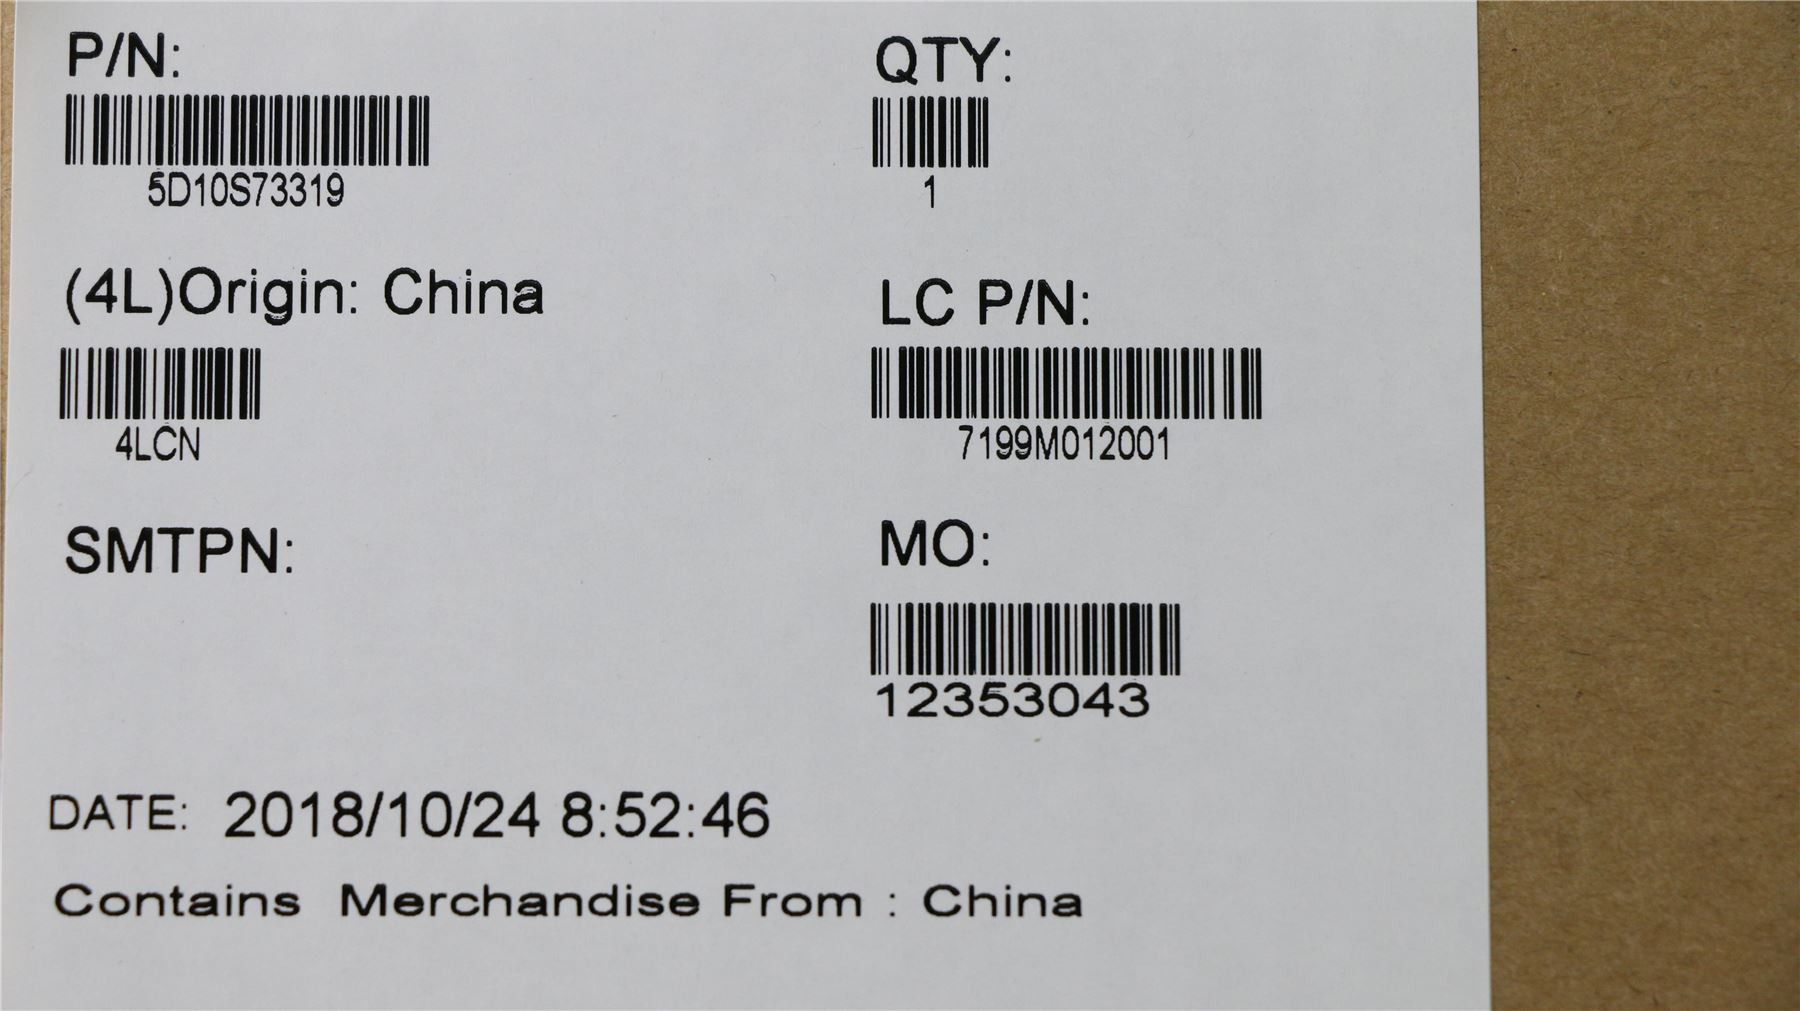 P/N:
5D10S73319
QTY:
1
(4L)Origin: China
4LCN
LC P/N:
7199M012001
SMTPN:
MO:
12353043
DATE: 2018/10/24 8:52:46
Contains Merchandise From : China